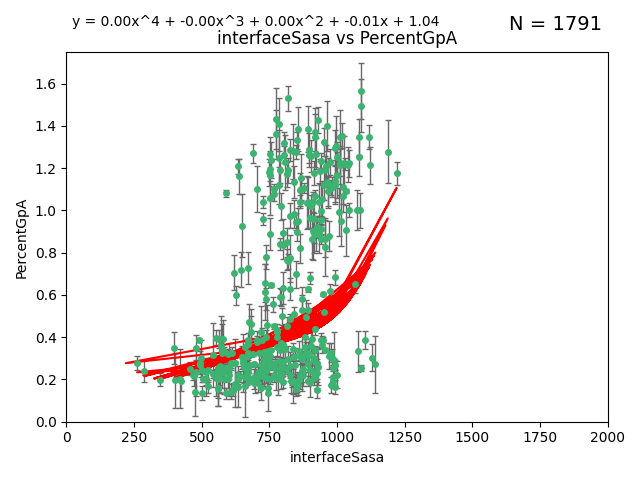 y = 0.00x^4 + -0.00x^3 + 0.00x^2 + -0.01x + 1.04
N = 1791
interfaceSasa vs PercentGpA
PercentGpA
1.6
1.4
1.2
1.0
0.8
0.6
0.4
0.2
0.0
0 250 500 750 1000 1250 1500 1750 2000
interfaceSasa